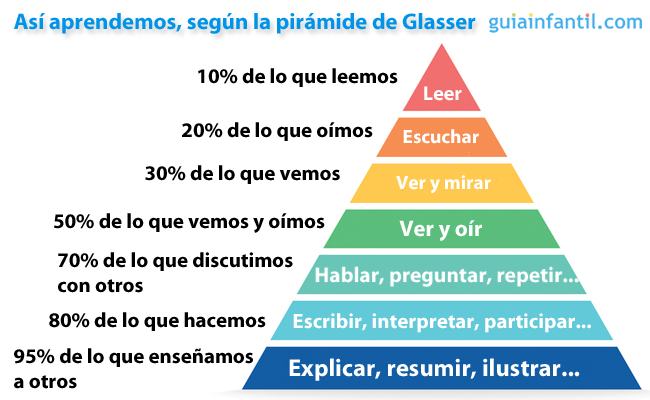 Así aprendemos, según la pirámide de Glasser guiainfantil.com
10% de lo que leemos
Leer
20% de lo que oímos
Escuchar
30% de lo que vemos
Ver y mirar
50% de lo que vemos y oímos
Ver y oír
70% de lo que discutimos
con otros
Hablar, preguntar, repetir...
80% de lo que hacemos
Escribir, interpretar, participar...
95% de lo que enseñamos
a otros
Explicar, resumir, ilustrar...